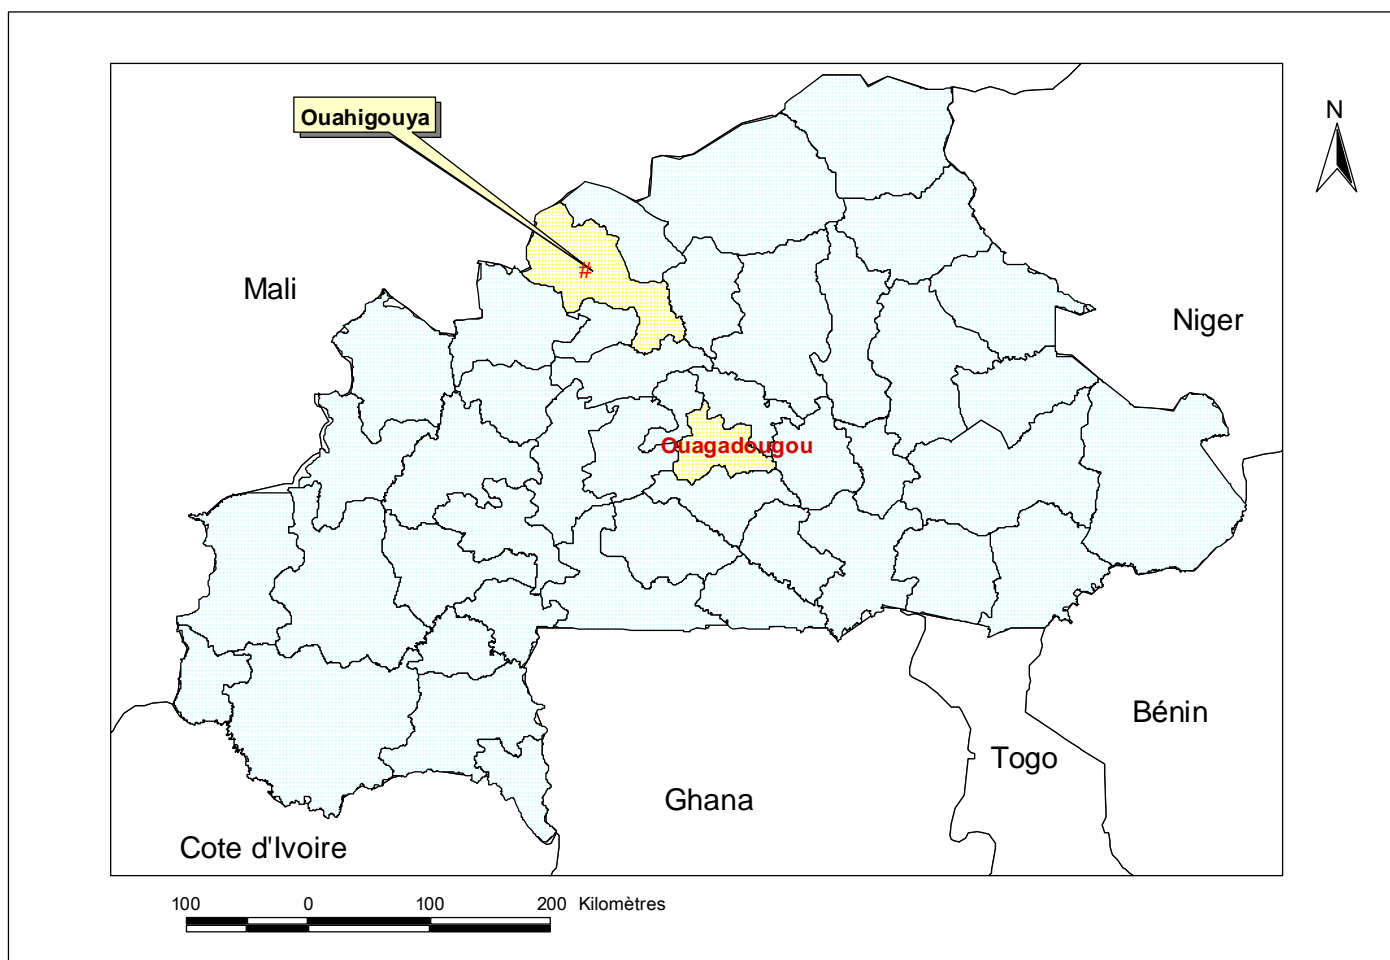 Ouahigouya
N
#
Mali
Niger
Ouagadougou
Bénin
Togo
Ghana
Cote d'Ivoire
100 0 100 200 Kilomètres